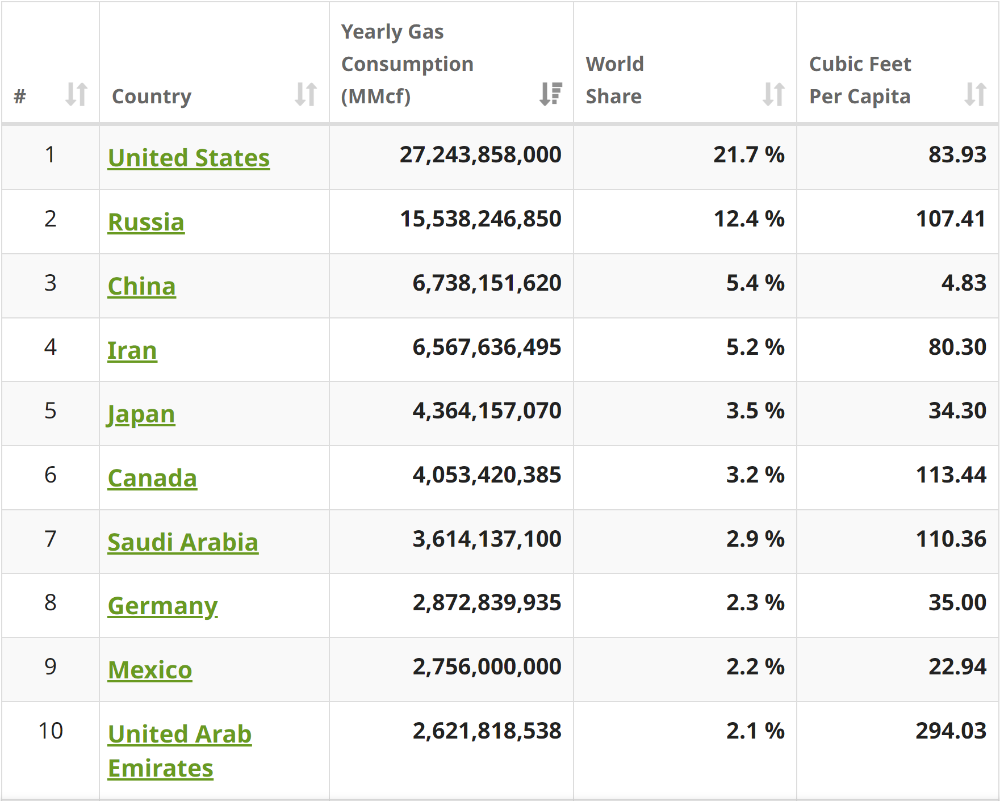 # Country Yearly Gas Consumption (MMcf) World Share Cubic Feet Per Capita
1 United States 27,243,858,000 21.7 % 83.93
2 Russia 15,538,246,850 12.4 % 107.41
3 China 6,738,151,620 5.4 % 4.83
4 Iran 6,567,636,495 5.2 % 80.30
5 Japan 4,364,157,070 3.5 % 34.30
6 Canada 4,053,420,385 3.2 % 113.44
7 Saudi Arabia 3,614,137,100 2.9 % 110.36
8 Germany 2,872,839,935 2.3 % 35.00
9 Mexico 2,756,000,000 2.2 % 22.94
10 United Arab Emirates 2,621,818,538 2.1 % 294.03